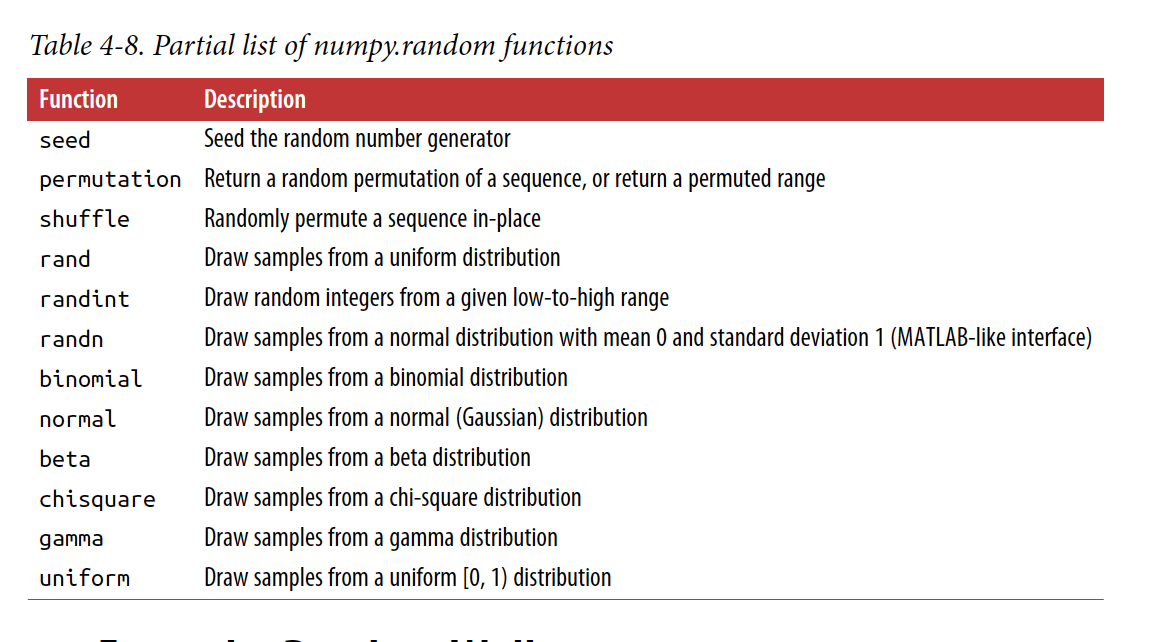 Table 4-8. Partial list of numpy.random functions
Function Description
seed Seed the random number generator
permutation Return a random permutation of a sequence, or return a permuted range
shuffle Randomly permute a sequence in-place
rand Draw samples from a uniform distribution
randint Draw random integers from a given low-to-high range
randn Draw samples from a normal distribution with mean 0 and standard deviation 1 (MATLAB-like interface)
binomial Draw samples from a binomial distribution
normal Draw samples from a normal (Gaussian) distribution
beta Draw samples from a beta distribution
chisquare Draw samples from a chi-square distribution
gamma Draw samples from a gamma distribution
uniform Draw samples from a uniform [0, 1) distribution